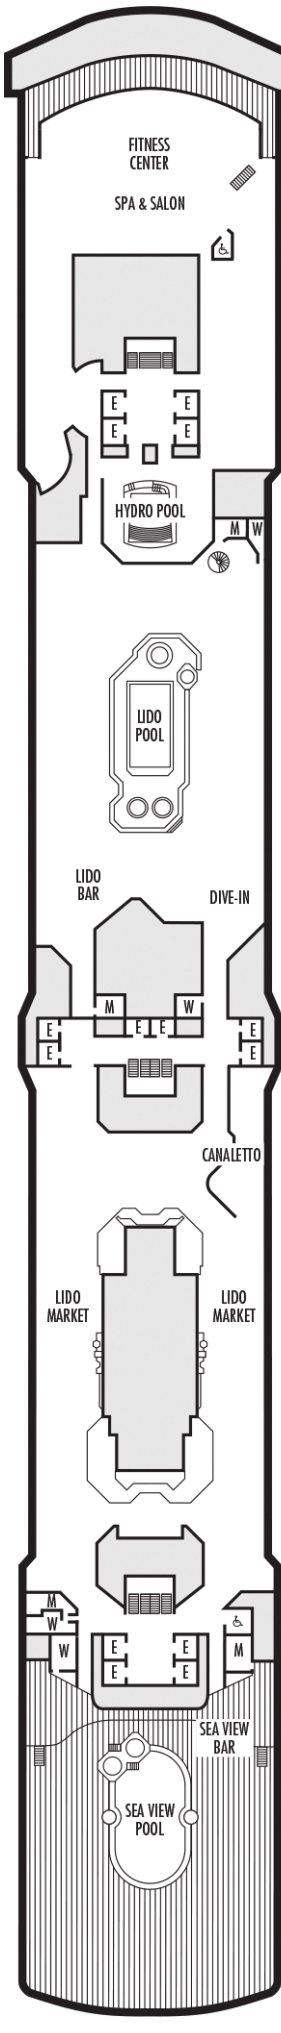 FITNESS
CENTER
SPA & SALON
E E
E E
HYDRO POOL
M W
LIDO
POOL
LIDO
BAR
DIVE-IN
M W
E E E E
E E
CANALETTO
LIDO
MARKET
LIDO
MARKET
M
W
W M
E E
E E
SEA VIEW
BAR
SEA VIEW
POOL